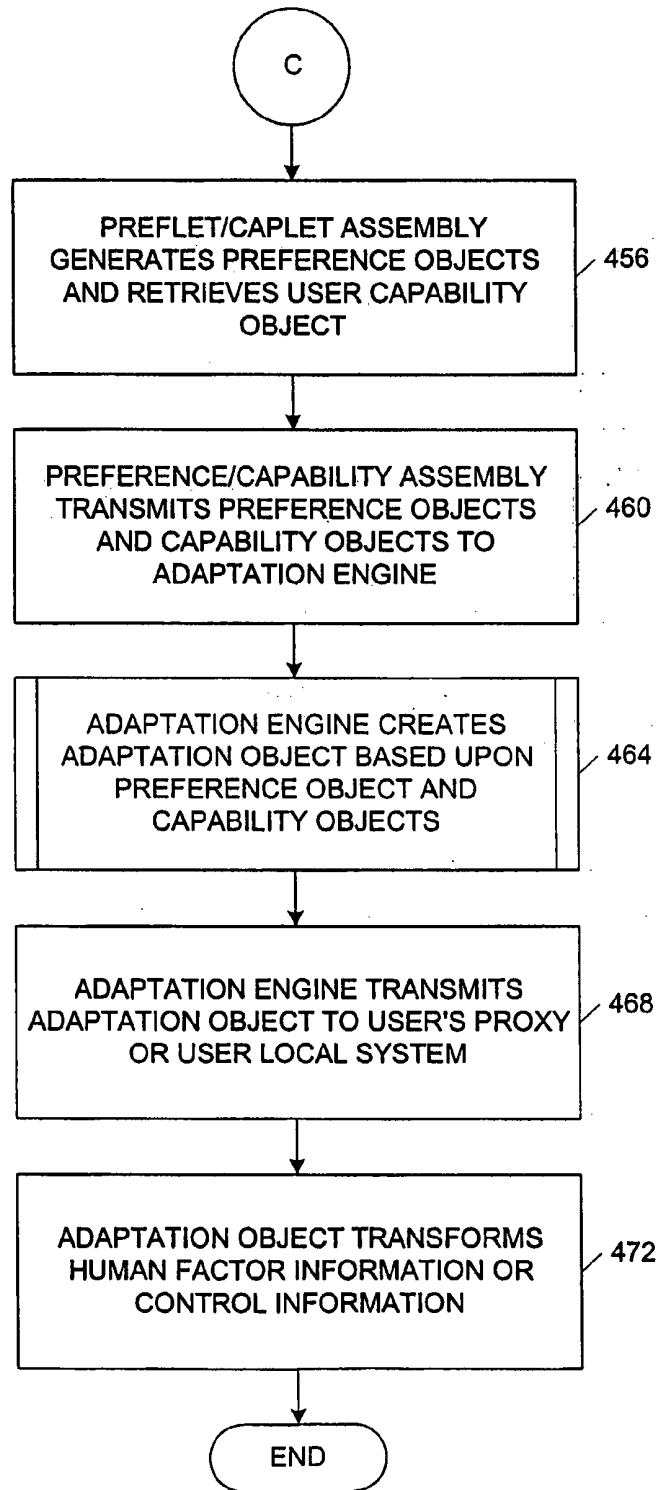 C
PREFLET/CAPLET ASSEMBLY
GENERATES PREFERENCE OBJECTS
AND RETRIEVES USER CAPABILITY
OBJECT
456
PREFERENCE/CAPABILITY ASSEMBLY
TRANSMITS PREFERENCE OBJECTS
AND CAPABILITY OBJECTS TO
ADAPTATION ENGINE
460
ADAPTATION ENGINE CREATES
ADAPTATION OBJECT BASED UPON
PREFERENCE OBJECT AND
CAPABILITY OBJECTS
464
ADAPTATION ENGINE TRANSMITS
ADAPTATION OBJECT TO USER'S PROXY
OR USER LOCAL SYSTEM
468
ADAPTATION OBJECT TRANSFORMS
HUMAN FACTOR INFORMATION OR
CONTROL INFORMATION
472
END